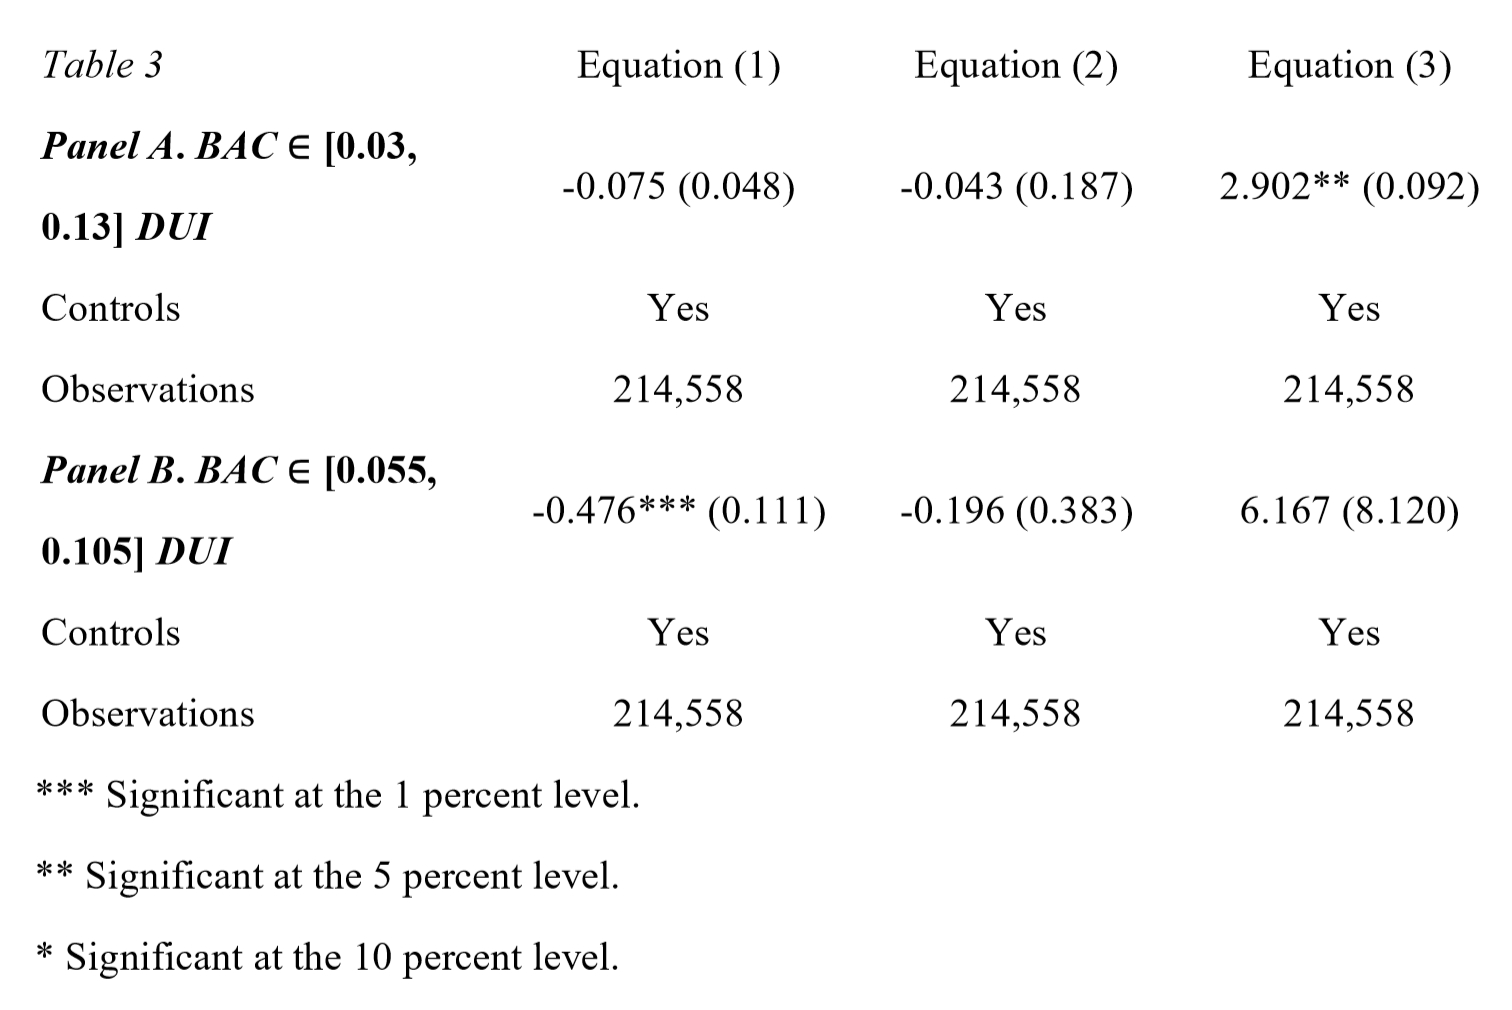 Table 3 Equation (1) Equation (2) Equation (3)
Panel A. BAC ∈ [0.03,
0.13] DUI
-0.075 (0.048) -0.043 (0.187) 2.902** (0.092)
Controls Yes Yes Yes
Observations 214,558 214,558 214,558
Panel B. BAC ∈ [0.055,
0.105] DUI
-0.476*** (0.111) -0.196 (0.383) 6.167 (8.120)
Controls Yes Yes Yes
Observations 214,558 214,558 214,558
*** Significant at the 1 percent level.
** Significant at the 5 percent level.
* Significant at the 10 percent level.